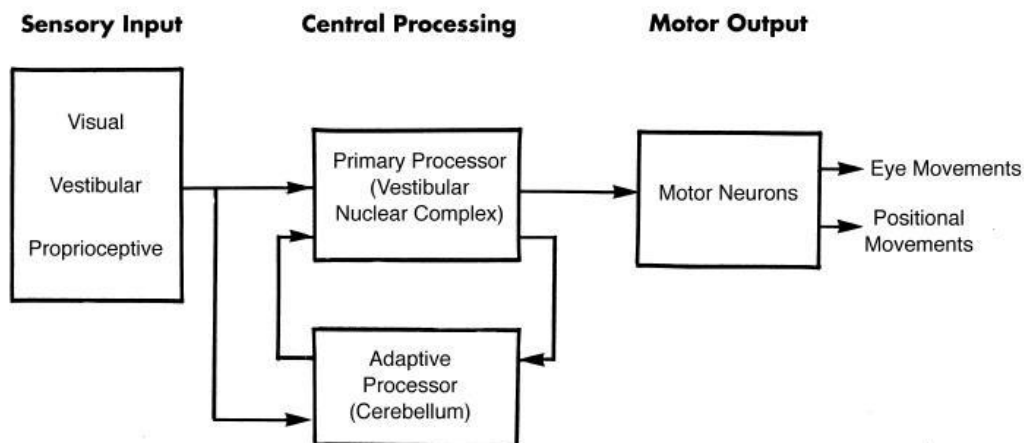 Sensory Input
Central Processing
Motor Output
Visual
Vestibular
Proprioceptive
Primary Processor
(Vestibular
Nuclear Complex)
Adaptive
Processor
(Cerebellum)
Motor Neurons
Eye Movements
Positional
Movements